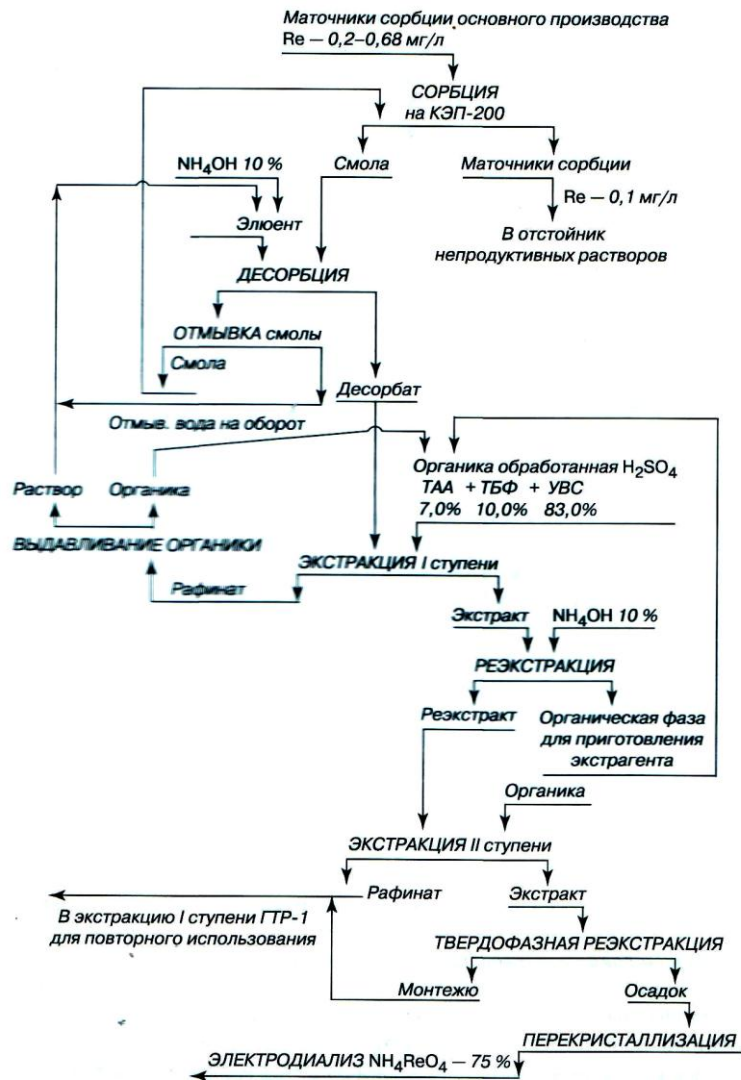 Маточники сорбции основного производства
Re — 0,2–0,68 мг/л
СОРБЦИЯ
на КЭП-200
NH₄OH 10 %
Смола
Маточники сорбции
Re — 0,1 мг/л
Элюент
В отстойник
непродуктивных растворов
ДЕСОРБЦИЯ
ОТМЫВКА смолы
Смола
Десорбат
Отмыв. вода на оборот
Органика обработанная H₂SO₄
ТАА + ТБФ + УВС
7,0% 10,0% 83,0%
Раствор
Органика
ВЫДАВЛИВАНИЕ ОРГАНИКИ
ЭКСТРАКЦИЯ I ступени
Рафинат
Экстракт
NH₄OH 10 %
РЕЭКСТРАКЦИЯ
Реэкстракт
Органическая фаза
для приготовления
экстрагента
Органика
ЭКСТРАКЦИЯ II ступени
Рафинат
Экстракт
В экстракцию I ступени ГТР-1
для повторного использования
ТВЕРДОФАЗНАЯ РЕЭКСТРАКЦИЯ
Монтежю
Осадок
ПЕРЕКРИСТАЛЛИЗАЦИЯ
ЭЛЕКТРОДИАЛИЗ NH₄ReO₄ — 75 %